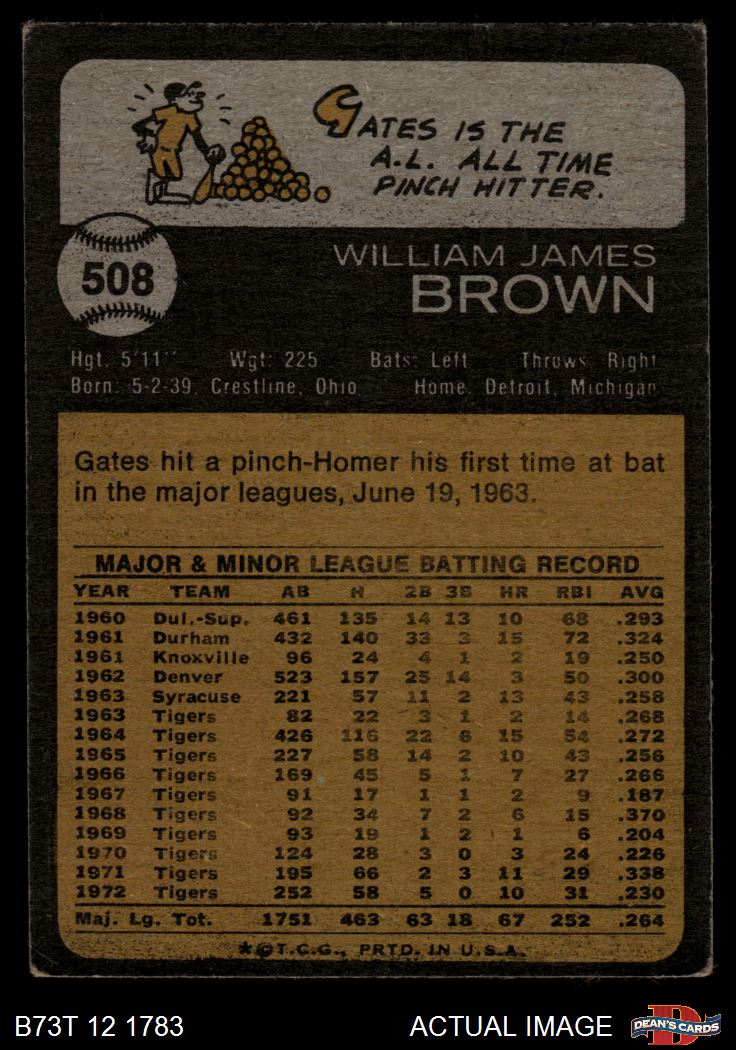 GATES IS THE
A.L. ALL TIME
PINCH HITTER.
508
WILLIAM JAMES
BROWN
Hgt. 5'11" Wgt: 225 Bats: Left Throws: Right
Born: 5-2-39, Crestline, Ohio Home: Detroit, Michigan
Gates hit a pinch-Homer his first time at bat
in the major leagues, June 19, 1963.
MAJOR & MINOR LEAGUE BATTING RECORD
YEAR TEAM AB H 2B 3B HR RBI AVG
1960 Dul.-Sup. 461 135 14 13 10 68 .293
1961 Durham 432 140 33 3 15 72 .324
1961 Knoxville 96 24 4 1 2 19 .250
1962 Denver 523 157 25 14 3 50 .300
1963 Syracuse 221 57 11 2 13 43 .258
1963 Tigers 82 22 3 1 2 14 .268
1964 Tigers 426 116 22 6 15 54 .272
1965 Tigers 227 58 14 2 10 43 .256
1966 Tigers 169 45 5 1 7 27 .266
1967 Tigers 91 17 1 1 2 9 .187
1968 Tigers 92 34 7 2 6 15 .370
1969 Tigers 93 19 1 2 1 6 .204
1970 Tigers 124 28 3 0 3 24 .226
1971 Tigers 195 66 2 3 11 29 .338
1972 Tigers 252 58 5 0 10 31 .230
Maj. Lg. Tot. 1751 463 63 18 67 252 .264
*©T.C.G., PRTD. IN U.S.A.
B73T 12 1783 ACTUAL IMAGE DEAN'S CARDS